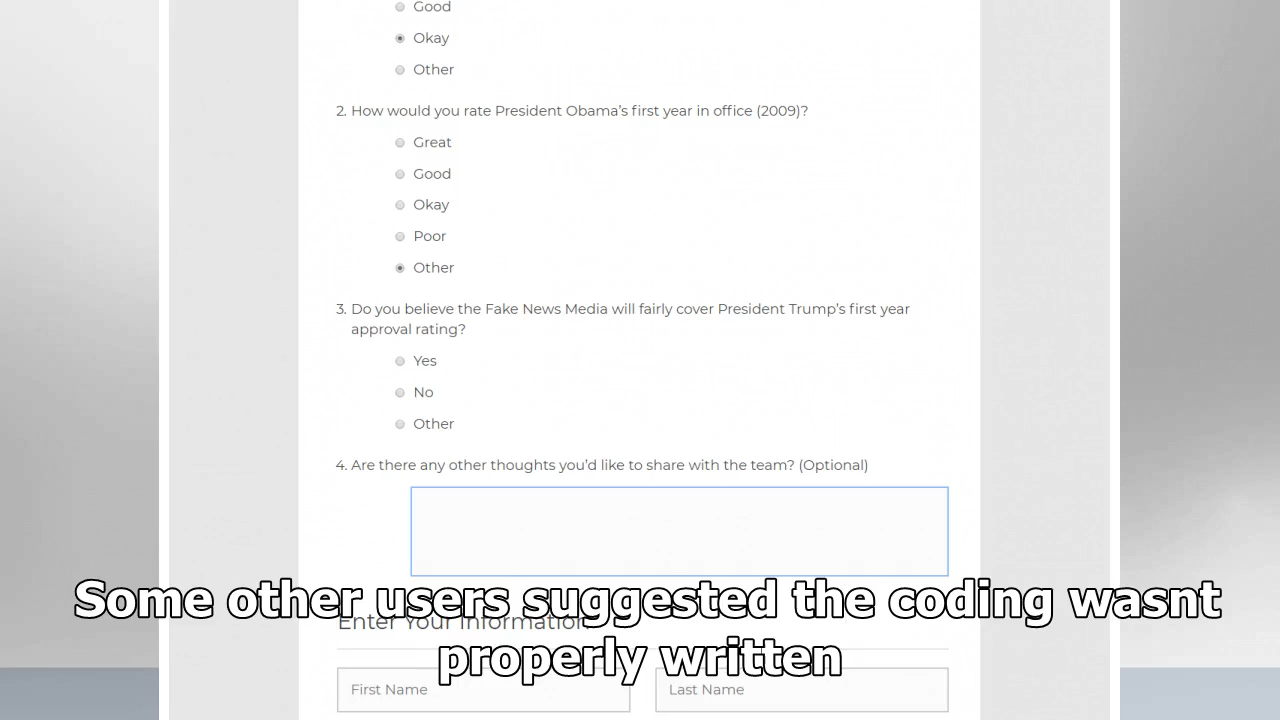 Good
Okay
Other
2. How would you rate President Obama's first year in office (2009)?
Great
Good
Okay
Poor
Other
3. Do you believe the Fake News Media will fairly cover President Trump's first year
approval rating?
Yes
No
Other
4. Are there any other thoughts you'd like to share with the team? (Optional)
Enter Your Information
Some other users suggested the coding wasnt
properly written
First Name
Last Name